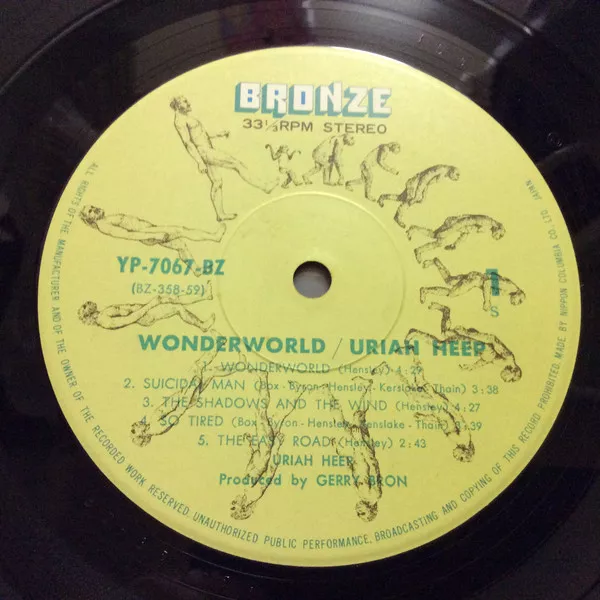 BRONZE
33⅓RPM STEREO
YP-7067-BZ
(BZ-358-59)
1
S
WONDERWORLD / URIAH HEEP
1. WONDERWORLD (Hensley) 4:29
2. SUICIDAL MAN (Box - Byron - Hensley - Kerslake - Thain) 3:38
3. THE SHADOWS AND THE WIND (Hensley) 4:27
4. SO TIRED (Box - Byron - Hensley - Kenslake - Thain) 3:39
5. THE EASY ROAD (Hensley) 2:43
URIAH HEEP
Produced by GERRY BRON
ALL RIGHTS OF THE MANUFACTURER AND OF THE OWNER OF THE RECORDED WORK RESERVED. UNAUTHORIZED PUBLIC PERFORMANCE, BROADCASTING AND COPYING OF THIS RECORD PROHIBITED. MADE BY NIPPON COLUMBIA CO., LTD. JAPAN